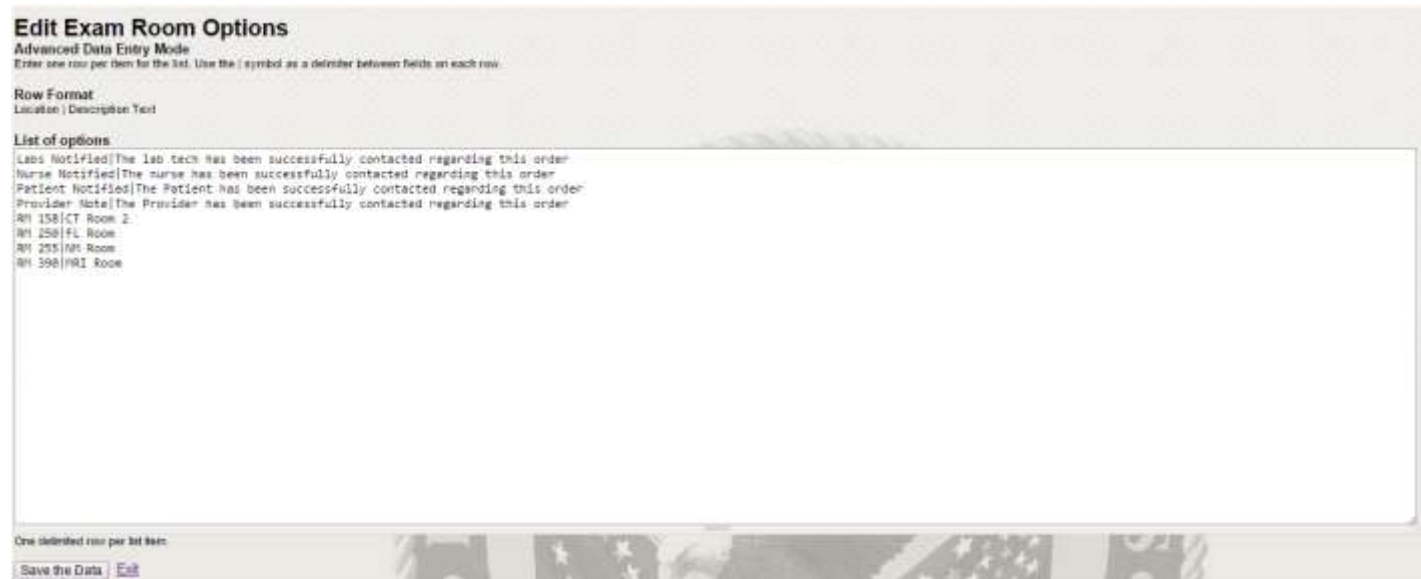 Edit Exam Room Options
Advanced Data Entry Mode
Enter one row per item for the list. Use the | symbol as a delimiter between fields on each row.
Row Format
Location | Description Text
List of options
Labs Notified|The lab tech has been successfully contacted regarding this order
Nurse Notified|The nurse has been successfully contacted regarding this order
Patient Notified|The Patient has been successfully contacted regarding this order
Provider Note|The Provider has been successfully contacted regarding this order
RM 158|CT Room 2
RM 250|FL Room
RM 255|NM Room
RM 390|MRI Room
One delimited row per list item
Save the Data Exit